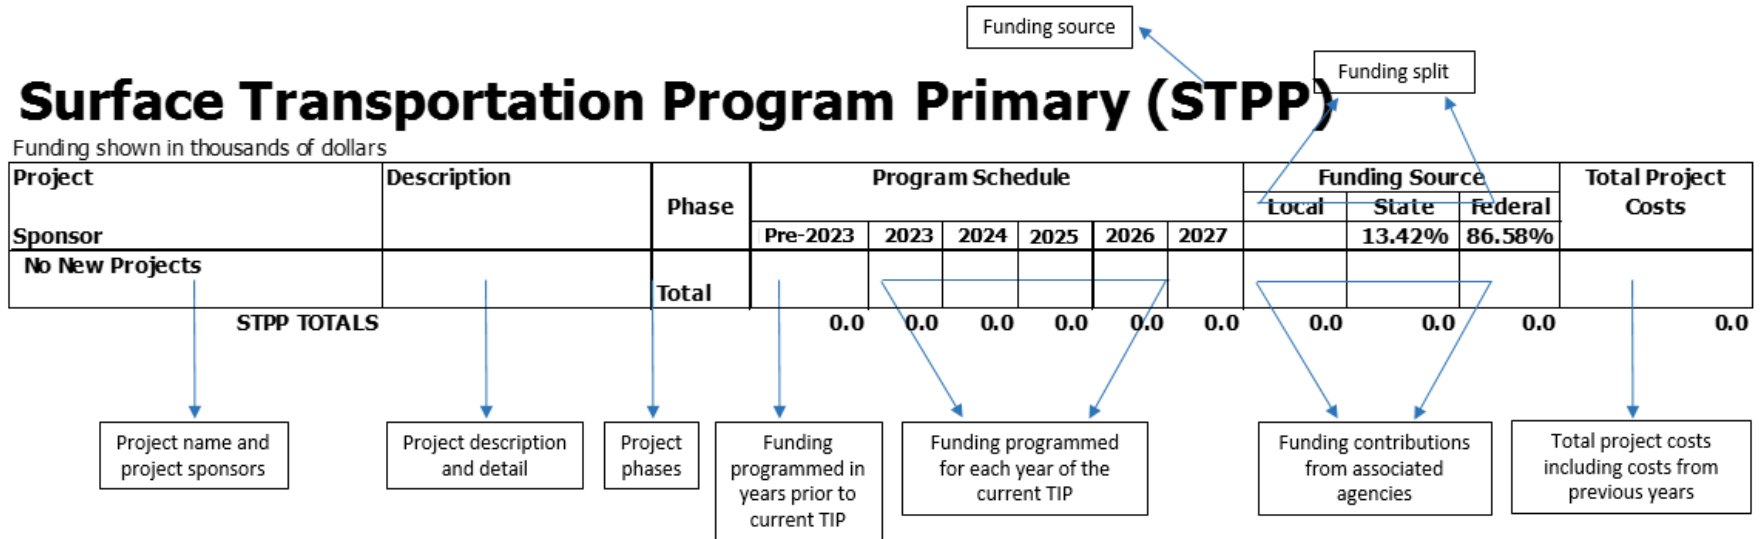 Funding source
Funding split
Surface Transportation Program Primary (STPP)
Funding shown in thousands of dollars
Project Description Program Schedule Funding Source Total Project
Phase Local State Federal Costs
Sponsor Pre-2023 2023 2024 2025 2026 2027 13.42% 86.58%
No New Projects
Total
STPP TOTALS 0.0 0.0 0.0 0.0 0.0 0.0 0.0 0.0 0.0 0.0
Project name and
project sponsors
Project description
and detail
Project
phases
Funding
programmed in
years prior to
current TIP
Funding programmed
for each year of the
current TIP
Funding contributions
from associated
agencies
Total project costs
including costs from
previous years